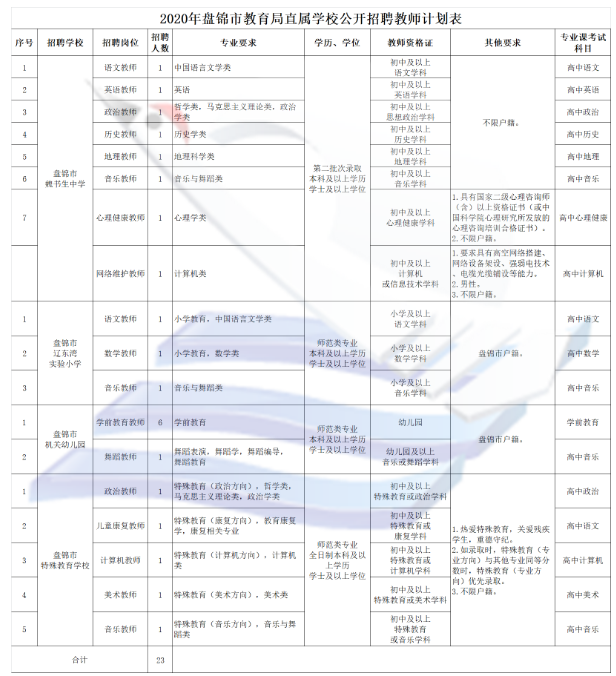 2020年盘锦市教育局直属学校公开招聘教师计划表
序号 招聘学校 招聘岗位 招聘人数 专业要求 学历、学位 教师资格证 其他要求 专业课考试科目
盘锦市
魏书生中学
第二批次录取
本科及以上学历
学士及以上学位
不限户籍。
1 语文教师 1 中国语言文学类 初中及以上
语文学科 高中语文
2 英语教师 1 英语 初中及以上
英语学科 高中英语
3 政治教师 1 哲学类，马克思主义理论类、政治
学类 初中及以上
思想政治学科 高中政治
4 历史教师 1 历史学类 初中及以上
历史学科 高中历史
5 地理教师 1 地理科学类 初中及以上
地理学科 高中地理
6 音乐教师 1 音乐与舞蹈类 初中及以上
音乐学科 高中音乐
7 心理健康教师 1 心理学类 初中及以上
心理健康学科 1.具有国家二级心理咨询师
（含）以上资格证书（或中
国科学院心理研究所发放的
心理咨询培训合格证书）。
2.不限户籍。 高中心理健康
网络维护教师 1 计算机类 初中及以上
计算机
或信息技术学科 1.要求具有高空网络搭建、
网络设备架设、强弱电技术
、电缆光缆铺设等能力。
2.男性。
3.不限户籍。 高中计算机
盘锦市
辽东湾
实验小学
师范类专业
本科及以上学历
学士及以上学位
盘锦市户籍。
1 语文教师 1 小学教育，中国语言文学类 小学及以上
语文学科 高中语文
2 数学教师 1 小学教育，数学类 小学及以上
数学学科 高中数学
3 音乐教师 1 音乐与舞蹈类 小学及以上
音乐学科 高中音乐
盘锦市
机关幼儿园
师范类专业
本科及以上学历
学士及以上学位
盘锦市户籍。
1 学前教育教师 6 学前教育 幼儿园 学前教育
2 舞蹈教师 1 舞蹈表演，舞蹈学，舞蹈编导，
舞蹈教育 幼儿园及以上
音乐或舞蹈学科 高中音乐
盘锦市
特殊教育学校
师范类专业
全日制本科及以
上学历
学士及以上学位
1.热爱特殊教育，关爱残疾
学生，重德守纪。
2.如录取时，特殊教育（专
业方向）与其他专业同等分
数时，特殊教育（专业方
向）优先录取。
3.不限户籍。
1 政治教师 1 特殊教育（政治方向），哲学类，
马克思主义理论类，政治学类 初中及以上
特殊教育或政治学科 高中政治
2 儿童康复教师 1 特殊教育（康复方向），教育康复
学，康复相关专业 初中及以上
特殊教育或
康复学科 高中语文
3 计算机教师 1 特殊教育（计算机方向），计算机
类 初中及以上
特殊教育或
计算机学科 高中计算机
4 美术教师 1 特殊教育（美术方向），美术类 初中及以上
特殊教育或美术学科 高中美术
5 音乐教师 1 特殊教育（音乐方向），音乐与舞
蹈类 初中及以上
特殊教育
或音乐学科 高中音乐
合计 23